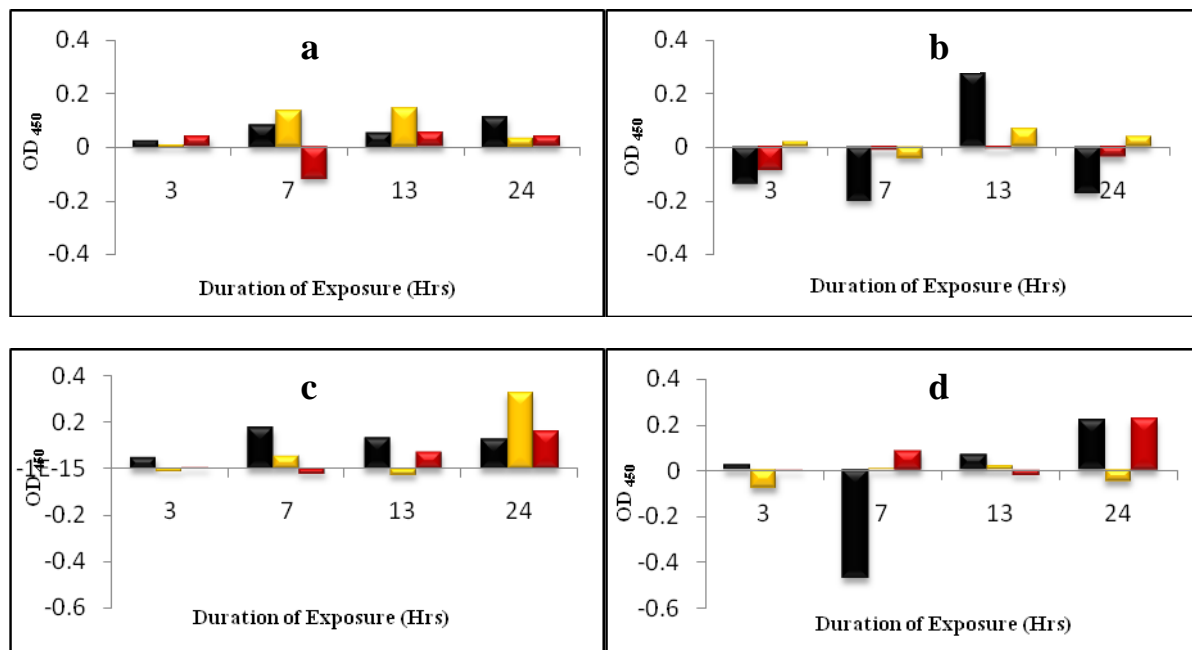 a
0.4
0.2
0
-0.2
-0.4
OD 450
3 7 13 24
Duration of Exposure (Hrs)
b
0.4
0.2
0
-0.2
-0.4
OD 450
3 7 13 24
Duration of Exposure (Hrs)
c
0.4
0.2
-1E-15
-0.2
-0.4
-0.6
OD 450
3 7 13 24
Duration of Exposure (Hrs)
d
0.4
0.2
0
-0.2
-0.4
-0.6
OD 450
3 7 13 24
Duration of Exposure (Hrs)